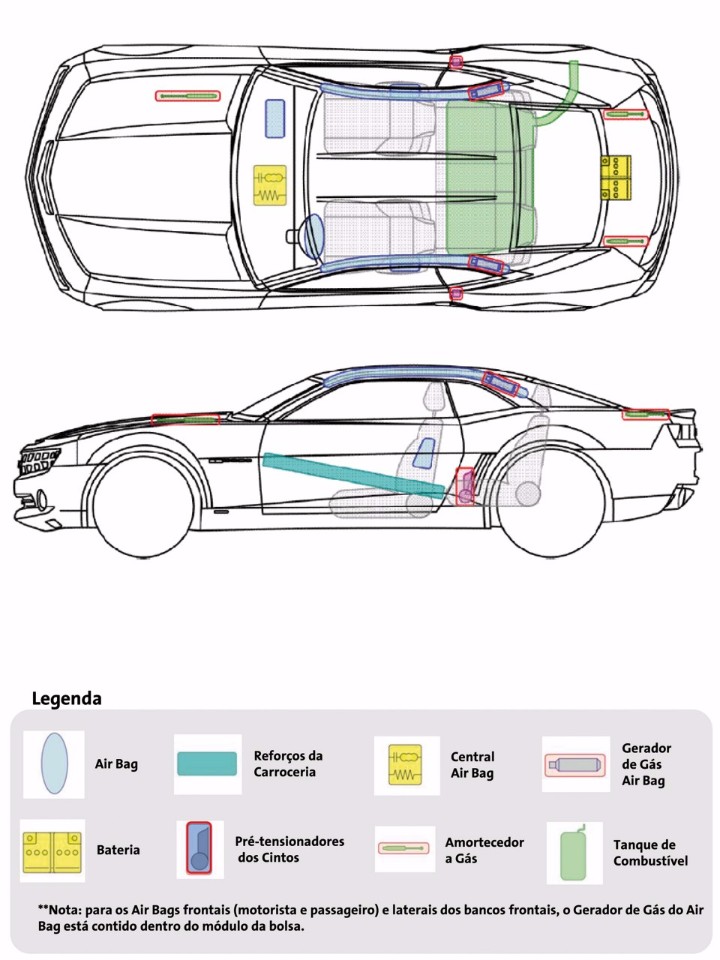 Legenda
Air Bag
Reforços da
Carroceria
Central
Air Bag
Gerador
de Gás
Air Bag
Bateria
Pré-tensionadores
dos Cintos
Amortecedor
a Gás
Tanque de
Combustível
**Nota: para os Air Bags frontais (motorista e passageiro) e laterais dos bancos frontais, o Gerador de Gás do Air
Bag está contido dentro do módulo da bolsa.